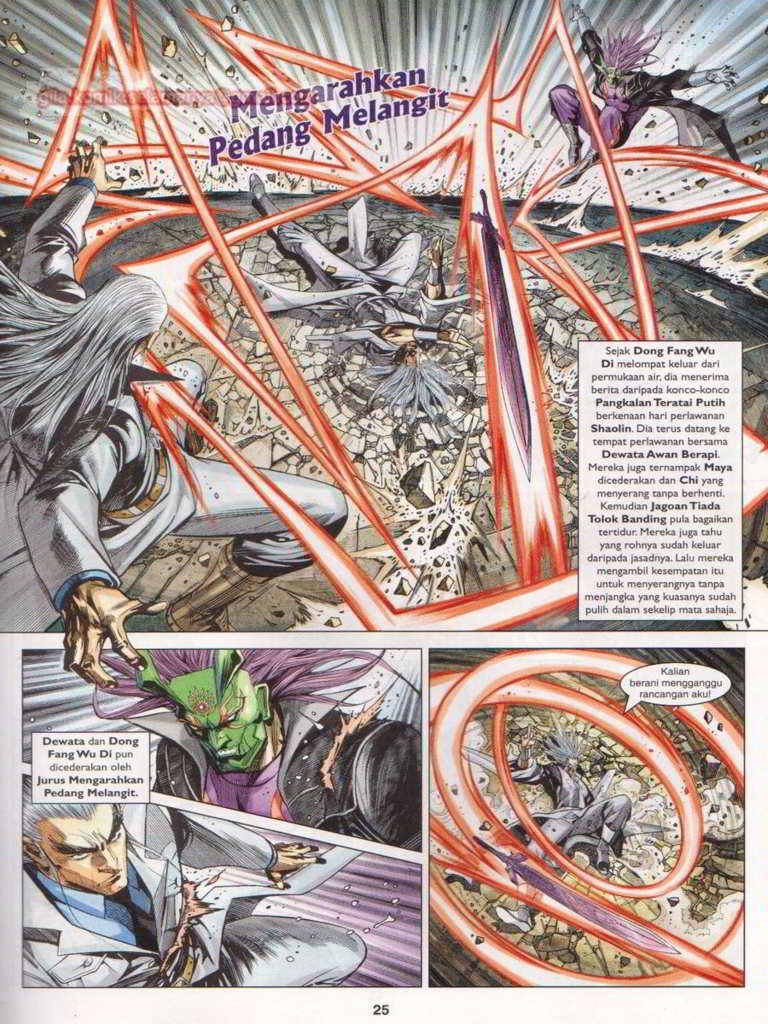 Mengarahkan
Pedang Melangit
Sejak Dong Fang Wu
Di melompat keluar dari
permukaan air, dia menerima
berita daripada konco-konco
Pangkalan Teratai Putih
berkenaan hari perlawanan
Shaolin. Dia terus datang ke
tempat perlawanan bersama
Dewata Awan Berapi.
Mereka juga ternampak Maya
dicederakan dan Chi yang
menyerang tanpa berhenti.
Kemudian Jagoan Tiada
Tolok Banding pula bagaikan
tertidur. Mereka juga tahu
yang rohnya sudah keluar
daripada jasadnya. Lalu mereka
mengambil kesempatan itu
untuk menyerangnya tanpa
menjangka yang kuasanya sudah
pulih dalam sekelip mata sahaja.
Dewata dan Dong
Fang Wu Di pun
dicederakan oleh
Jurus Mengarahkan
Pedang Melangit.
Kalian
berani mengganggu
rancangan aku!
25